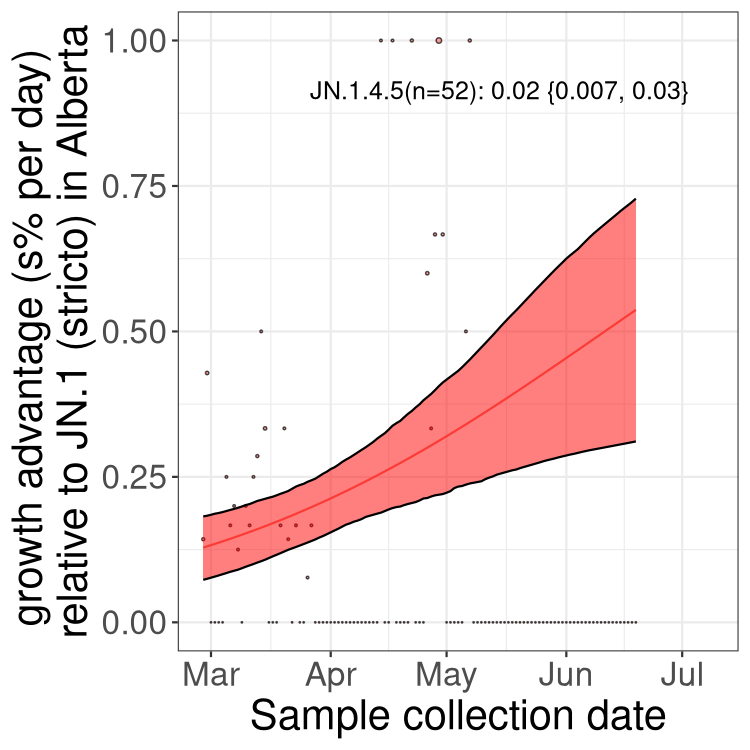 growth advantage (s% per day)
relative to JN.1 (stricto) in Alberta
1.00
0.75
0.50
0.25
0.00
JN.1.4.5(n=52): 0.02 {0.007, 0.03}
Mar Apr May Jun Jul
Sample collection date